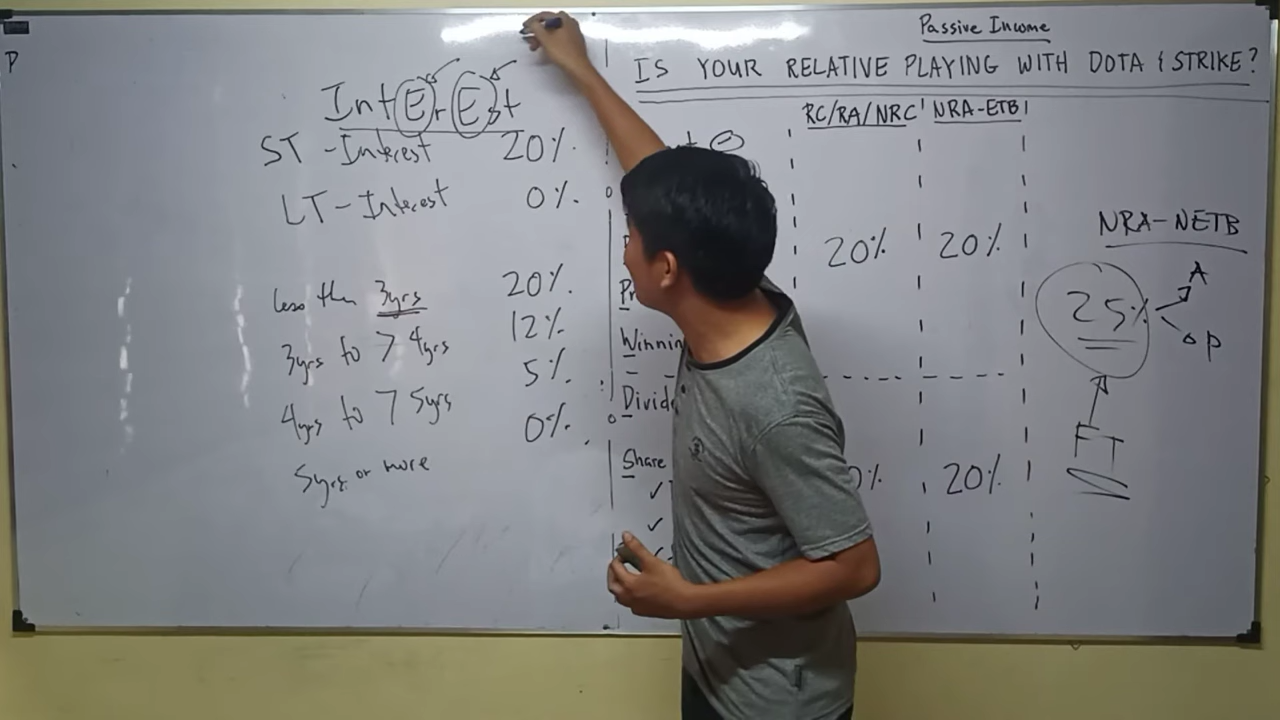 P
IntErEst
ST -Interest 20%
LT-Interest 0%
less than 3yrs 20%
3yrs to > 4yrs 12%
4yrs to 7 5yrs 5%
5yrs. or more 0%
Passive Income
IS YOUR RELATIVE PLAYING WITH DOTA & STRIKE?
RC/RA/NRC NRA-ETB
20% 20%
Winnin
Divide
Share
% 20%
NRA-NETB
25%
A
OP
FT